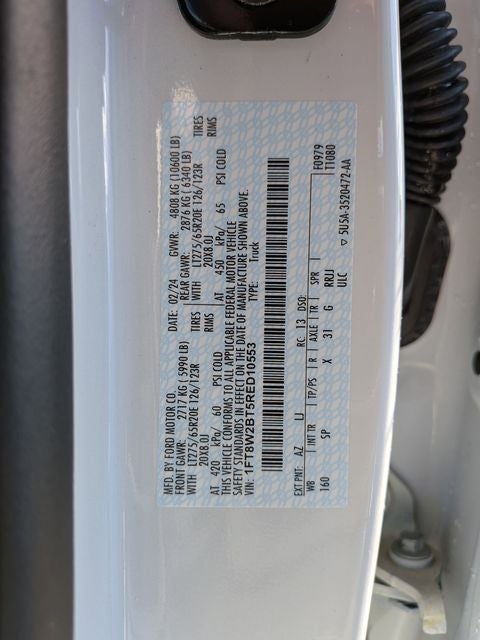 MFD. BY FORD MOTOR CO.
DATE: 02/24 GVWR: 4808 KG (10600 LB)
FRONT GAWR: 2717 KG (5990 LB) REAR GAWR: 2876 KG (6340 LB)
WITH LT275/65R20E 126/123R TIRES WITH LT275/65R20E 126/123R TIRES
20X8.0J RIMS 20X8.0J RIMS
AT 420 kPa/ 60 PSI COLD AT 450 kPa/ 65 PSI COLD
THIS VEHICLE CONFORMS TO ALL APPLICABLE FEDERAL MOTOR VEHICLE
SAFETY STANDARDS IN EFFECT ON THE DATE OF MANUFACTURE SHOWN ABOVE.
VIN: 1FT8W2BT5RED10553 TYPE: Truck
F0979
T1080
EXT PNT: AZ LJ RC: 13 DSO:
WB INT TR TP/PS R AXLE TR SPR
160 SP X 3J G RRJJ
ULC ▽ 5U5A-3520472-AA